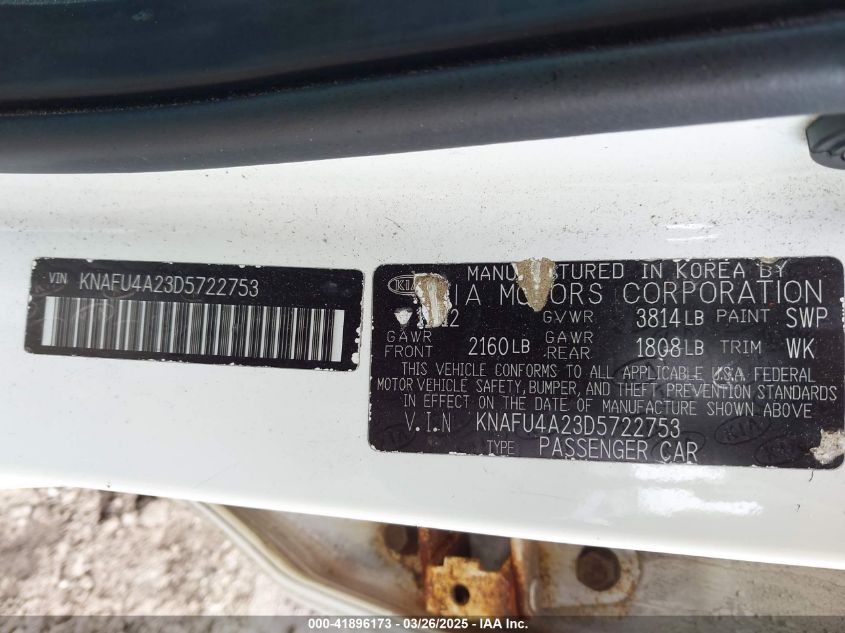 VIN KNAFU4A23D5722753
MANUFACTURED IN KOREA BY
KIA MOTORS CORPORATION
GVWR 3814LB PAINT SWP
GAWR FRONT 2160LB GAWR REAR 1808LB TRIM WK
THIS VEHICLE CONFORMS TO ALL APPLICABLE U.S.A. FEDERAL
MOTOR VEHICLE SAFETY, BUMPER, AND THEFT PREVENTION STANDARDS
IN EFFECT ON THE DATE OF MANUFACTURE SHOWN ABOVE
V.I.N KNAFU4A23D5722753
TYPE PASSENGER CAR
000-41896173 - 03/26/2025 - IAA Inc.